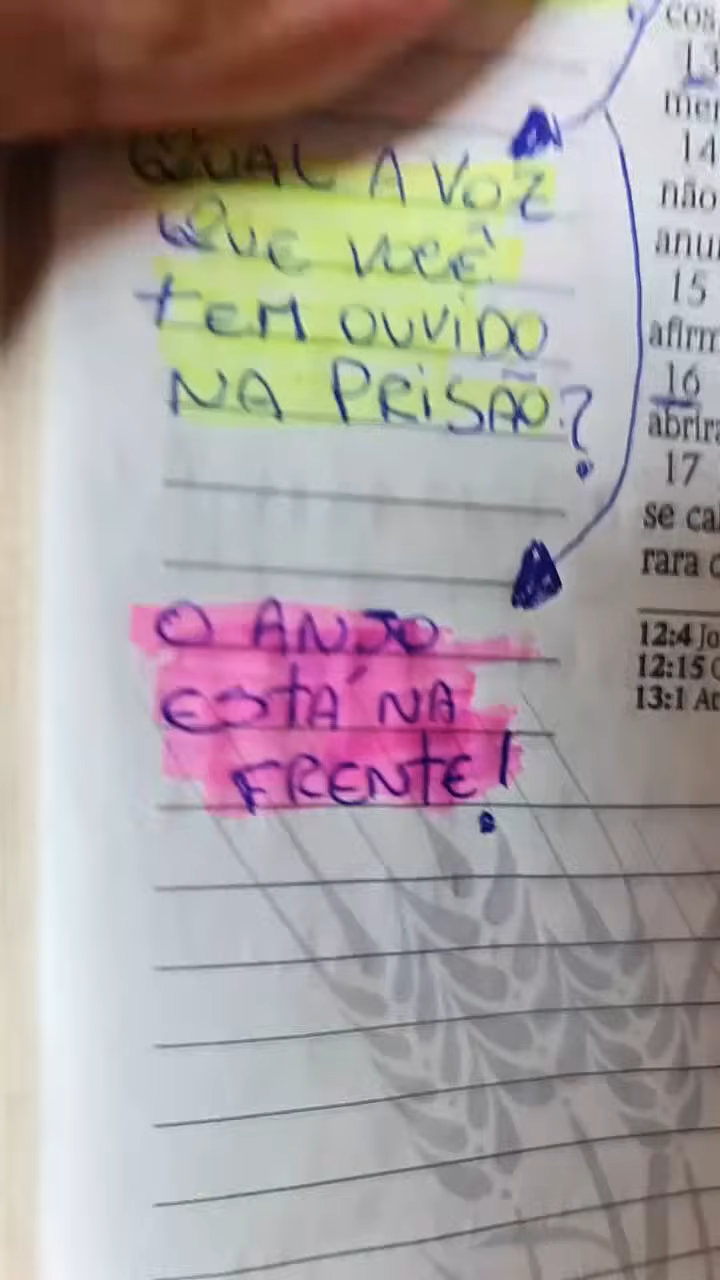 QUAL A VOZ
QUE VOCÊ
tEM OUViDO
NA PRiSÃO?
O ANJO
EStÁ NA
FRENtE!
13
14
não
15
16
17
se
12:4
12:15
13:1